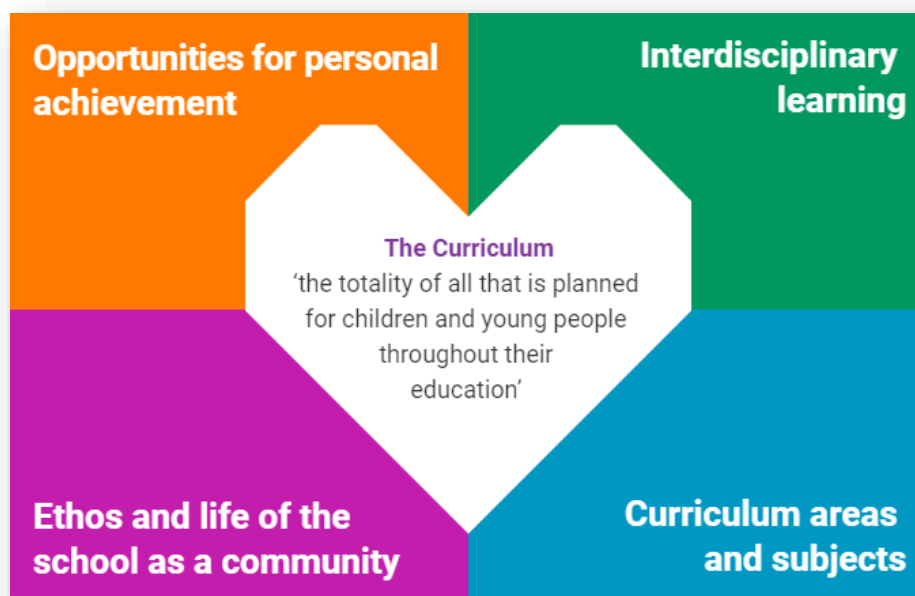 Opportunities for personal
achievement
Interdisciplinary
learning
The Curriculum
‘the totality of all that is planned
for children and young people
throughout their
education’
Ethos and life of the
school as a community
Curriculum areas
and subjects